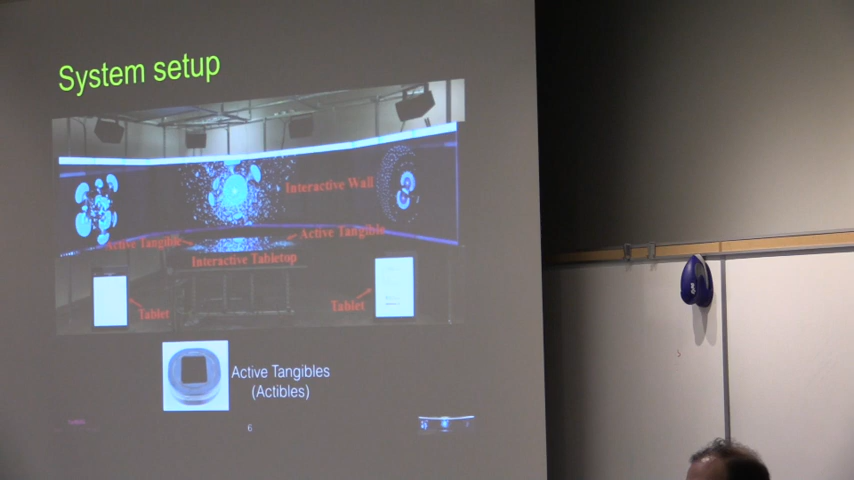 System setup
Interactive Wall
Active Tangible
Active Tangible
Interactive Tabletop
Tablet
Tablet
Active Tangibles
(Actibles)
6